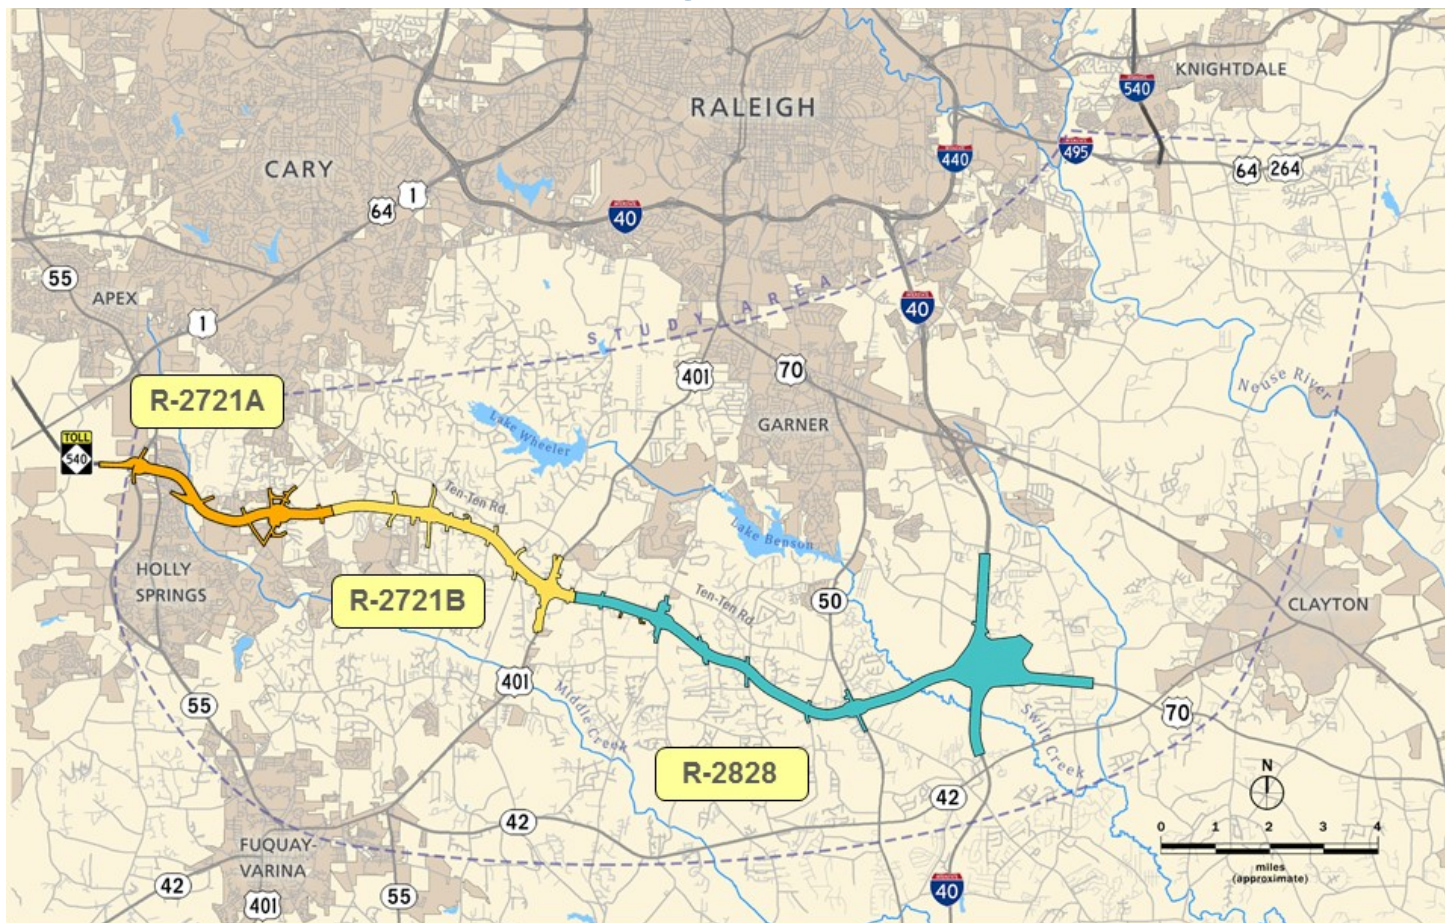 KNIGHTDALE
540
RALEIGH
440
495
CARY
64
264
1
64
40
55
APEX
STUDY AREA
40
1
401
70
R-2721A
Neuse River
Lake Wheeler
GARNER
TOLL
540
Ten-Ten Rd.
Lake Benson
HOLLY
SPRINGS
R-2721B
Ten-Ten Rd.
50
CLAYTON
401
Middle Creek
55
Swift Creek
70
R-2828
N
42
42
0 1 2 3 4
miles
(approximate)
FUQUAY-
VARINA
42
401
55
40